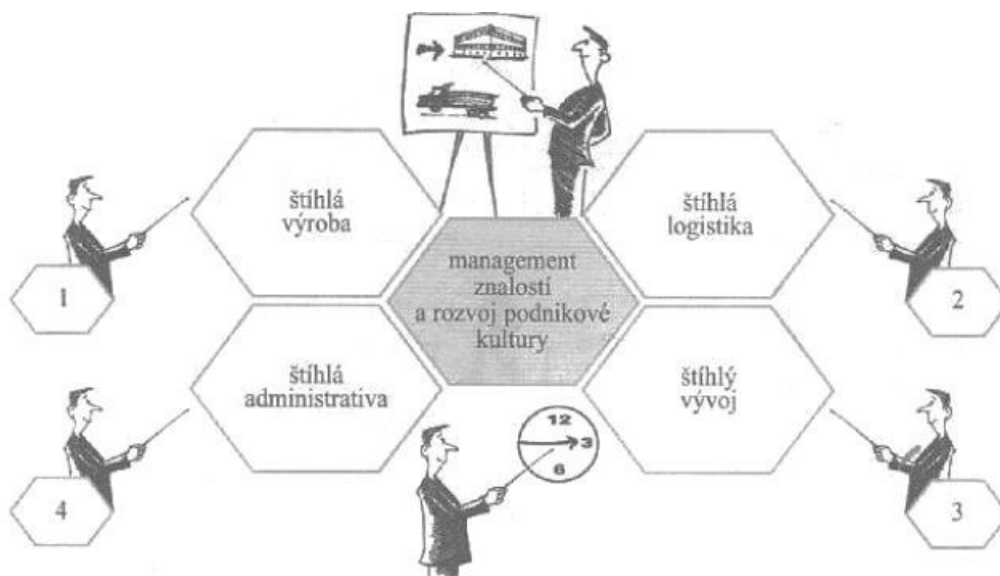 štíhlá
výroba
štíhlá
logistika
management
znalostí
a rozvoj podnikové
kultury
1
2
štíhlá
administrativa
štíhlý
vývoj
12
3
6
4
3